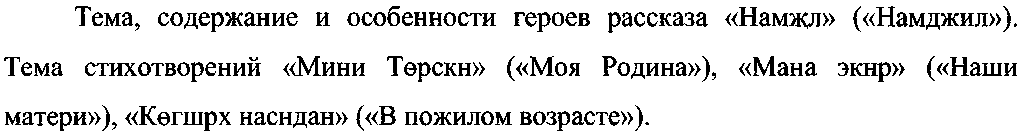 Тема, содержание и особенности героев рассказа «Намжл» («Намджил»).
Тема стихотворений «Мини Төрскн» («Моя Родина»), «Мана экнр» («Наши
матери»), «Көгшрх насндан» («В пожилом возрасте»).